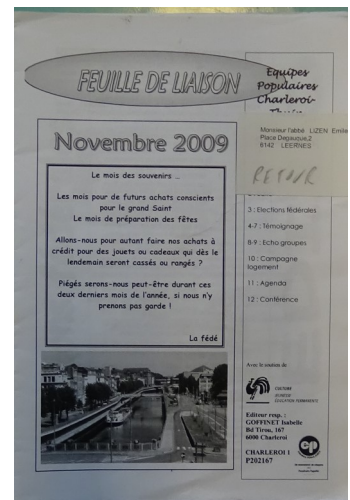 FEUILLE DE LIAISON
Equipes
Populaires
Charleroi-
Monsieur l'abbé LIZEN Emile
Place Degauque,2
6142 LEERNES
RETOUR
Novembre 2009
Le mois des souvenirs ...
Les mois pour de futurs achats conscients
pour le grand Saint
Le mois de préparation des fêtes
Allons-nous pour autant faire nos achats à
crédit pour des jouets ou cadeaux qui dès le
lendemain seront cassés ou rangés ?
Piégés serons-nous peut-être durant ces
deux derniers mois de l'année, si nous n'y
prenons pas garde !
La fédé
3 : Elections fédérales
4-7 : Témoignage
8-9 : Echo groupes
10 : Campagne
logement
11 : Agenda
12 : Conférence
Avec le soutien de
CULTURE
EDUCATION PERMANENTE
Editeur resp. :
GOFFINET Isabelle
Bd Tirou, 167
6000 Charleroi
CHARLEROI 1
P202167